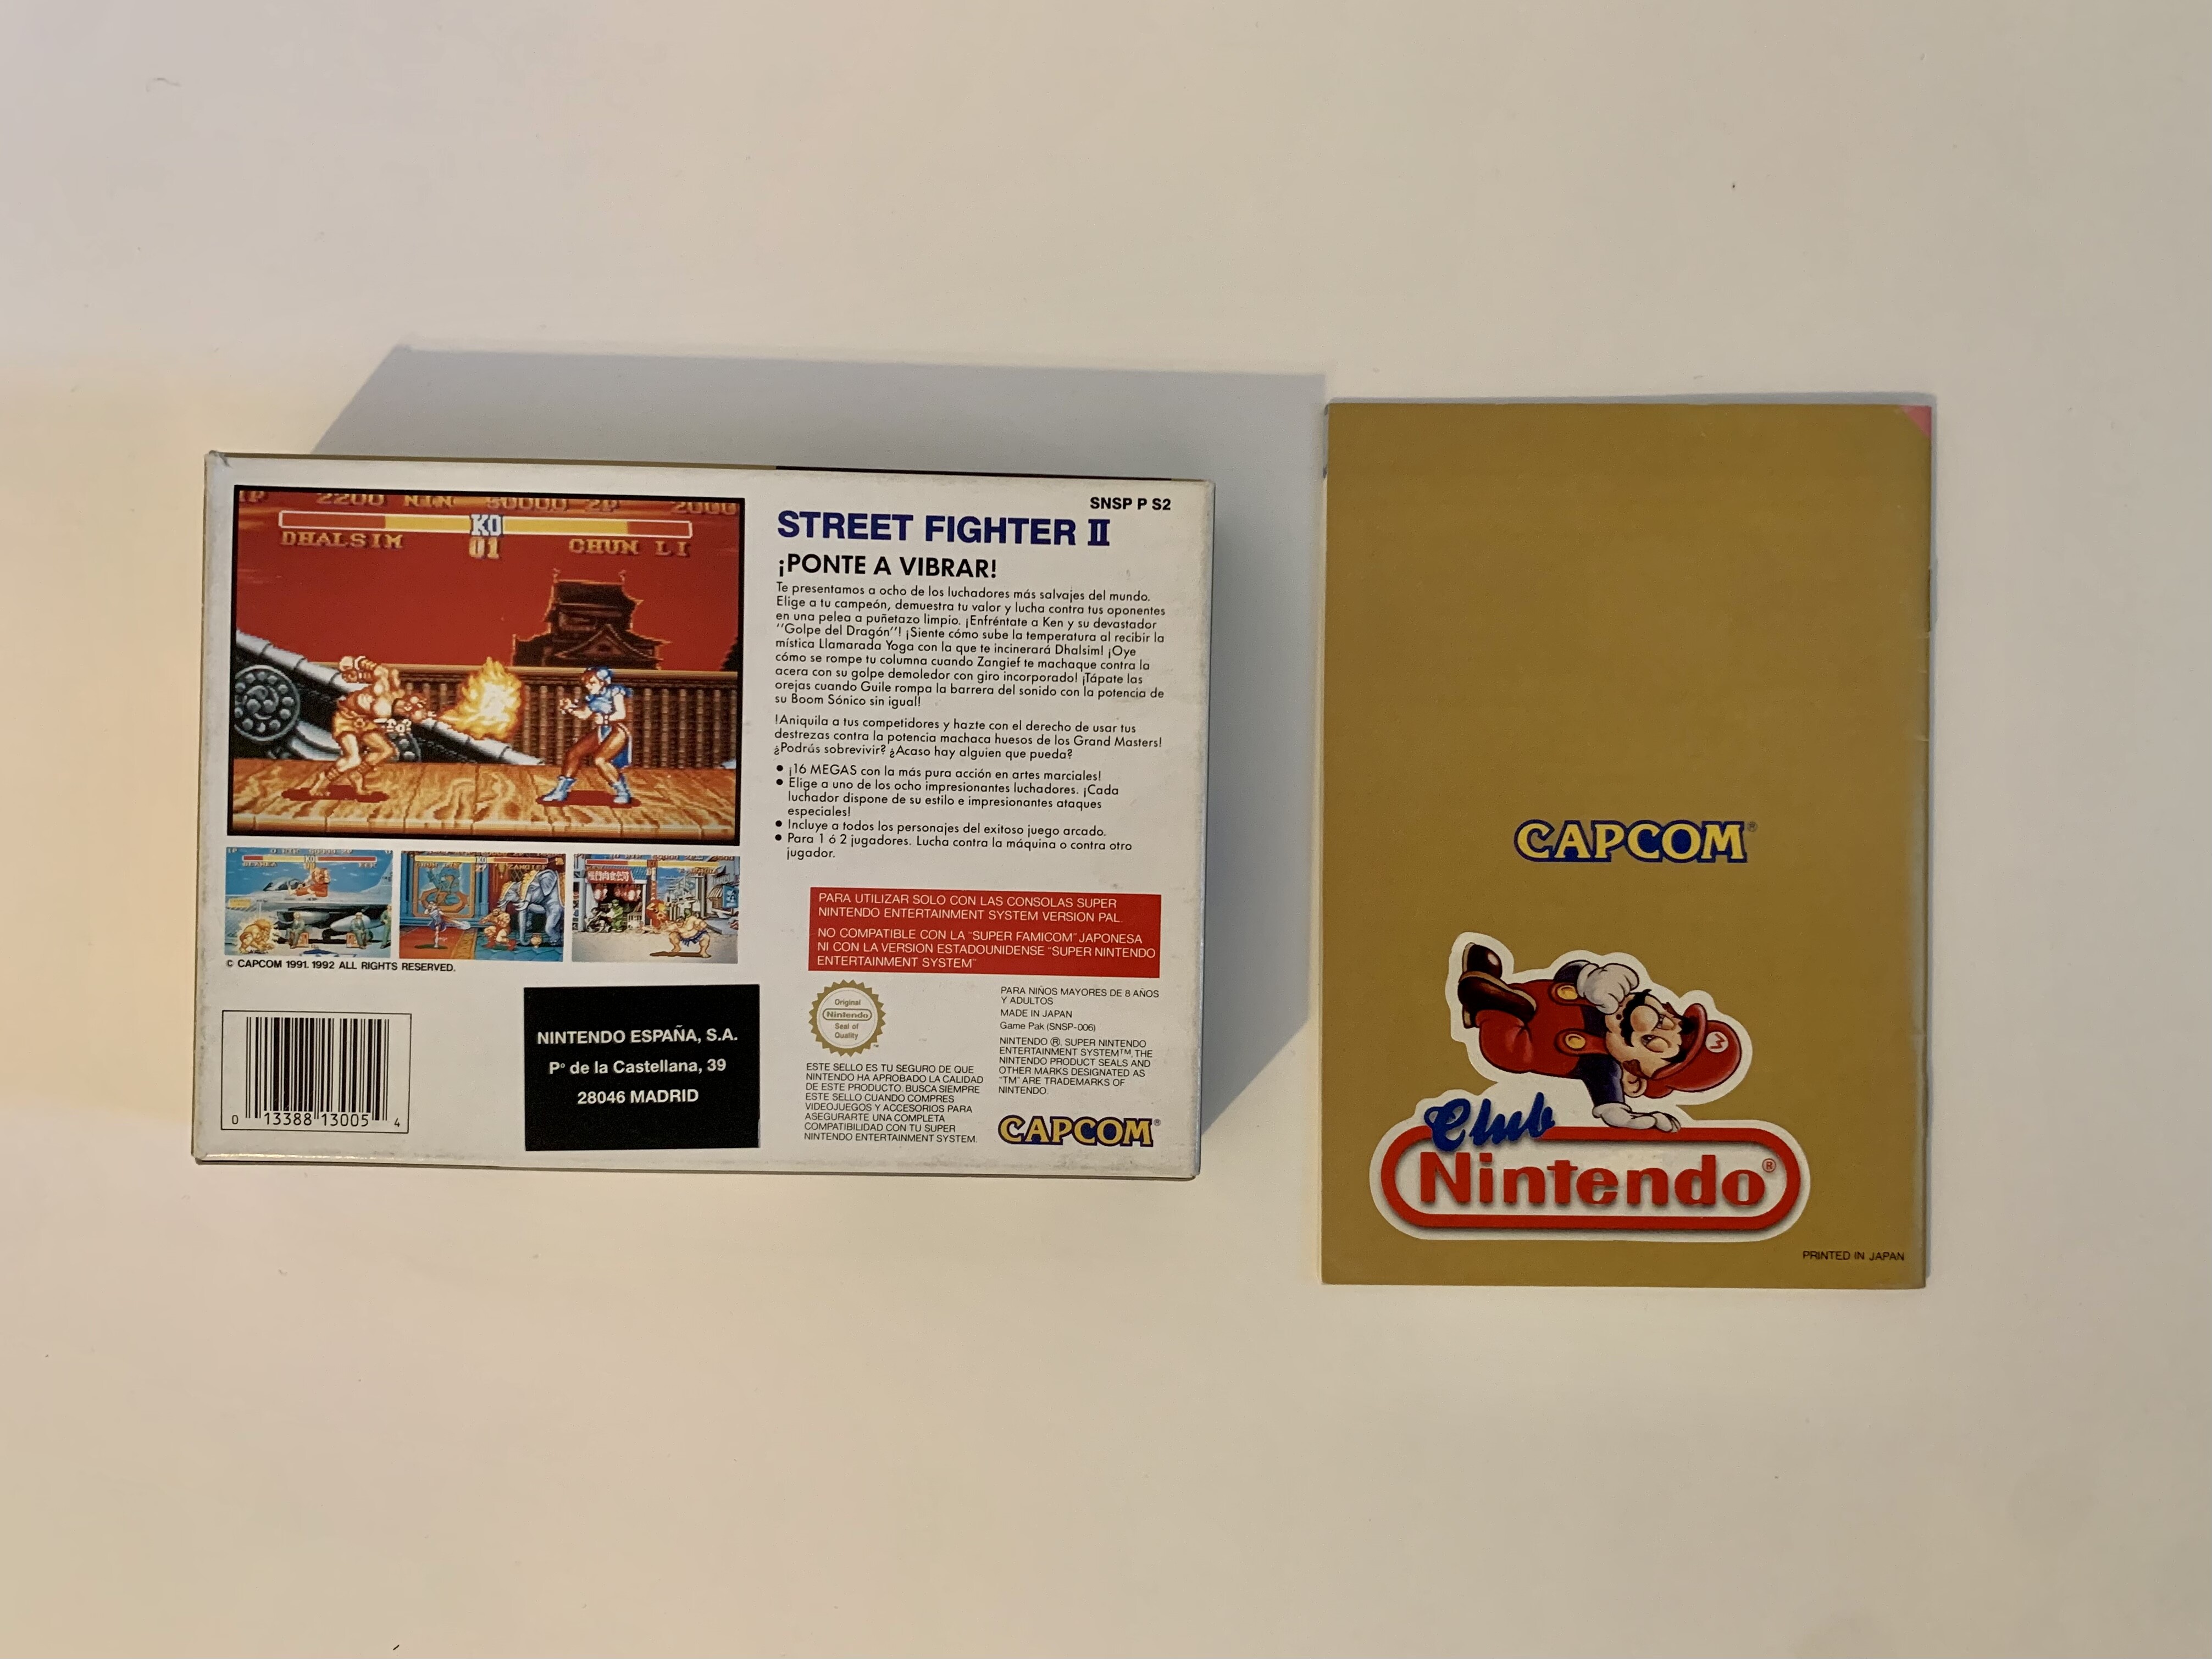 1P 2200 2P 2000
KO
DHALSIM 01 CHUN LI
SNSP P S2
STREET FIGHTER II
¡PONTE A VIBRAR!
Te presentamos a ocho de los luchadores más salvajes del mundo.
Elige a tu campeón, demuestra tu valor y lucha contra tus oponentes
en una pelea a puñetazo limpio. ¡Enfréntate a Ken y su devastador
"Golpe del Dragón"! ¡Siente cómo sube la temperatura al recibir la
mística Llamarada Yoga con la que te incinerará Dhalsim! ¡Oye
cómo se rompe tu columna cuando Zangief te machaque contra la
acera con su golpe demoledor con giro incorporado! ¡Tápate las
orejas cuando Guile rompa la barrera del sonido con la potencia de
su Boom Sónico sin igual!
!Aniquila a tus competidores y hazte con el derecho de usar tus
destrezas contra la potencia machaca huesos de los Grand Masters!
¿Podrús sobrevivir? ¿Acaso hay alguien que pueda?
• ¡16 MEGAS con la más pura acción en artes marciales!
• Elige a uno de los ocho impresionantes luchadores. ¡Cada
luchador dispone de su estilo e impresionantes ataques
especiales!
• Incluye a todos los personajes del exitoso juego arcado.
• Para 1 ó 2 jugadores. Lucha contra la máquina o contra otro
jugador.
© CAPCOM 1991. 1992 ALL RIGHTS RESERVED.
PARA UTILIZAR SOLO CON LAS CONSOLAS SUPER
NINTENDO ENTERTAINMENT SYSTEM VERSION PAL.
NO COMPATIBLE CON LA "SUPER FAMICOM" JAPONESA
NI CON LA VERSION ESTADOUNIDENSE "SUPER NINTENDO
ENTERTAINMENT SYSTEM"
0 13388 13005 4
NINTENDO ESPAÑA, S.A.
Pº de la Castellana, 39
28046 MADRID
Original
Nintendo
Seal of
Quality
ESTE SELLO ES TU SEGURO DE QUE
NINTENDO HA APROBADO LA CALIDAD
DE ESTE PRODUCTO. BUSCA SIEMPRE
ESTE SELLO CUANDO COMPRES
VIDEOJUEGOS Y ACCESORIOS PARA
ASEGURARTE UNA COMPLETA
COMPATIBILIDAD CON TU SUPER
NINTENDO ENTERTAINMENT SYSTEM.
PARA NIÑOS MAYORES DE 8 AÑOS
Y ADULTOS
MADE IN JAPAN
Game Pak (SNSP-006)
NINTENDO ®, SUPER NINTENDO
ENTERTAINMENT SYSTEM™, THE
NINTENDO PRODUCT SEALS AND
OTHER MARKS DESIGNATED AS
"TM" ARE TRADEMARKS OF
NINTENDO.
CAPCOM®
CAPCOM®
M
Club
Nintendo®
PRINTED IN JAPAN